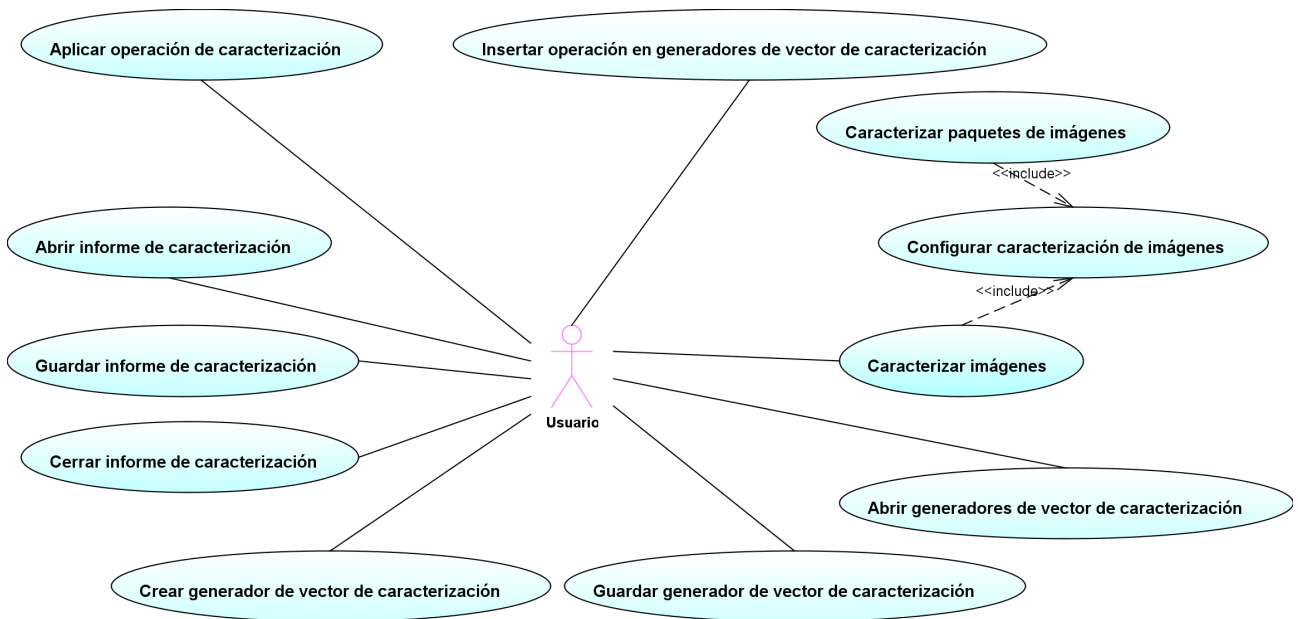 Aplicar operación de caracterización
Insertar operación en generadores de vector de caracterización
Caracterizar paquetes de imágenes
<<include>>
Abrir informe de caracterización
Configurar caracterización de imágenes
<<include>>
Guardar informe de caracterización
Caracterizar imágenes
Usuario
Cerrar informe de caracterización
Abrir generadores de vector de caracterización
Crear generador de vector de caracterización
Guardar generador de vector de caracterización